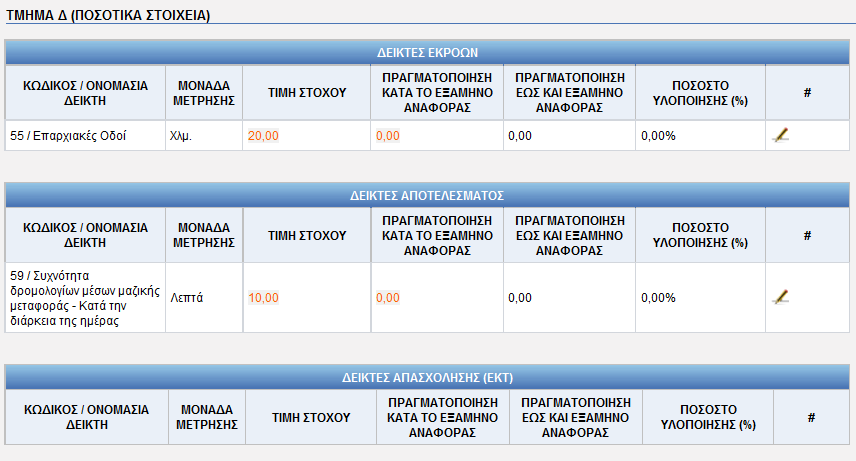 ΤΜΗΜΑ Δ (ΠΟΣΟΤΙΚΑ ΣΤΟΙΧΕΙΑ)
ΔΕΙΚΤΕΣ ΕΚΡΟΩΝ
ΚΩΔΙΚΟΣ / ΟΝΟΜΑΣΙΑ ΔΕΙΚΤΗ ΜΟΝΑΔΑ ΜΕΤΡΗΣΗΣ ΤΙΜΗ ΣΤΟΧΟΥ ΠΡΑΓΜΑΤΟΠΟΙΗΣΗ ΚΑΤΑ ΤΟ ΕΞΑΜΗΝΟ ΑΝΑΦΟΡΑΣ ΠΡΑΓΜΑΤΟΠΟΙΗΣΗ ΕΩΣ ΚΑΙ ΕΞΑΜΗΝΟ ΑΝΑΦΟΡΑΣ ΠΟΣΟΣΤΟ ΥΛΟΠΟΙΗΣΗΣ (%) #
55 / Επαρχιακές Οδοί Χλμ. 20,00 0,00 0,00 0,00%
ΔΕΙΚΤΕΣ ΑΠΟΤΕΛΕΣΜΑΤΟΣ
ΚΩΔΙΚΟΣ / ΟΝΟΜΑΣΙΑ ΔΕΙΚΤΗ ΜΟΝΑΔΑ ΜΕΤΡΗΣΗΣ ΤΙΜΗ ΣΤΟΧΟΥ ΠΡΑΓΜΑΤΟΠΟΙΗΣΗ ΚΑΤΑ ΤΟ ΕΞΑΜΗΝΟ ΑΝΑΦΟΡΑΣ ΠΡΑΓΜΑΤΟΠΟΙΗΣΗ ΕΩΣ ΚΑΙ ΕΞΑΜΗΝΟ ΑΝΑΦΟΡΑΣ ΠΟΣΟΣΤΟ ΥΛΟΠΟΙΗΣΗΣ (%) #
59 / Συχνότητα
δρομολογίων μέσων μαζικής
μεταφοράς - Κατά την
διάρκεια της ημέρας
Λεπτά 10,00 0,00 0,00 0,00%
ΔΕΙΚΤΕΣ ΑΠΑΣΧΟΛΗΣΗΣ (ΕΚΤ)
ΚΩΔΙΚΟΣ / ΟΝΟΜΑΣΙΑ ΔΕΙΚΤΗ ΜΟΝΑΔΑ ΜΕΤΡΗΣΗΣ ΤΙΜΗ ΣΤΟΧΟΥ ΠΡΑΓΜΑΤΟΠΟΙΗΣΗ ΚΑΤΑ ΤΟ ΕΞΑΜΗΝΟ ΑΝΑΦΟΡΑΣ ΠΡΑΓΜΑΤΟΠΟΙΗΣΗ ΕΩΣ ΚΑΙ ΕΞΑΜΗΝΟ ΑΝΑΦΟΡΑΣ ΠΟΣΟΣΤΟ ΥΛΟΠΟΙΗΣΗΣ (%) #